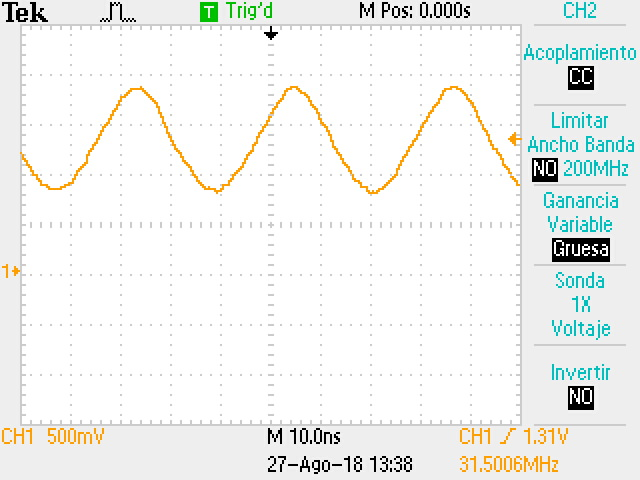 Tek T Trig'd M Pos: 0.000s CH2
Acoplamiento
CC
Limitar
Ancho Banda
NO 200MHz
Ganancia
Variable
Gruesa
1
Sonda
1X
Voltaje
Invertir
NO
CH1 500mV M 10.0ns CH1 1.31V
27-Ago-18 13:38 31.5006MHz